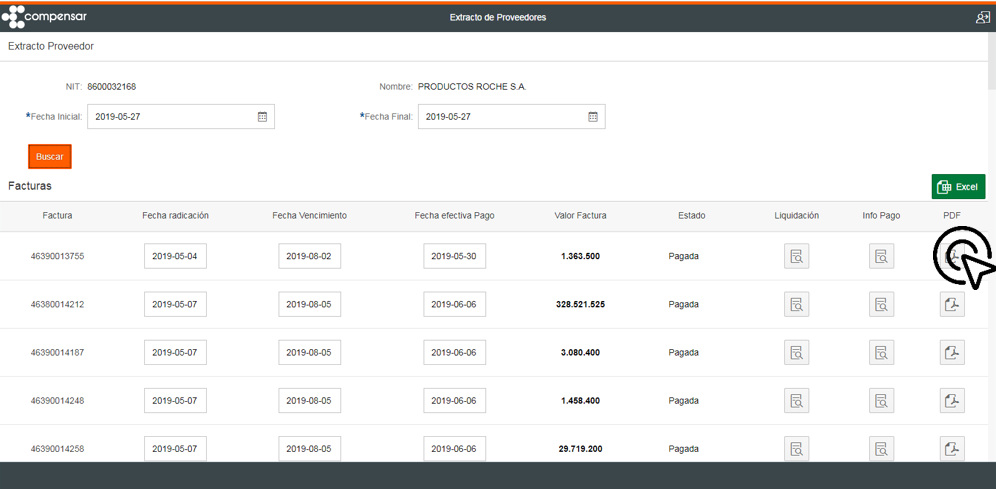 compensar
Extracto de Proveedores
Extracto Proveedor
NIT: 8600032168 Nombre: PRODUCTOS ROCHE S.A.
*Fecha Inicial: 2019-05-27 *Fecha Final: 2019-05-27
Buscar
Facturas Excel
Factura Fecha radicación Fecha Vencimiento Fecha efectiva Pago Valor Factura Estado Liquidación Info Pago PDF
46390013755 2019-05-04 2019-08-02 2019-05-30 1.363.500 Pagada
46380014212 2019-05-07 2019-08-05 2019-06-06 328.521.525 Pagada
46390014187 2019-05-07 2019-08-05 2019-06-06 3.080.400 Pagada
46390014248 2019-05-07 2019-08-05 2019-06-06 1.458.400 Pagada
46390014258 2019-05-07 2019-08-05 2019-06-06 29.719.200 Pagada